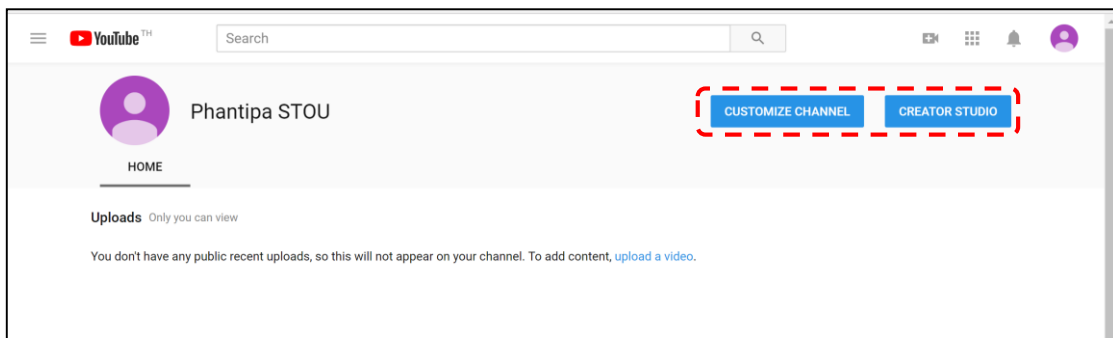 YouTube TH
Search
Phantipa STOU
CUSTOMIZE CHANNEL CREATOR STUDIO
HOME
Uploads Only you can view
You don't have any public recent uploads, so this will not appear on your channel. To add content, upload a video.